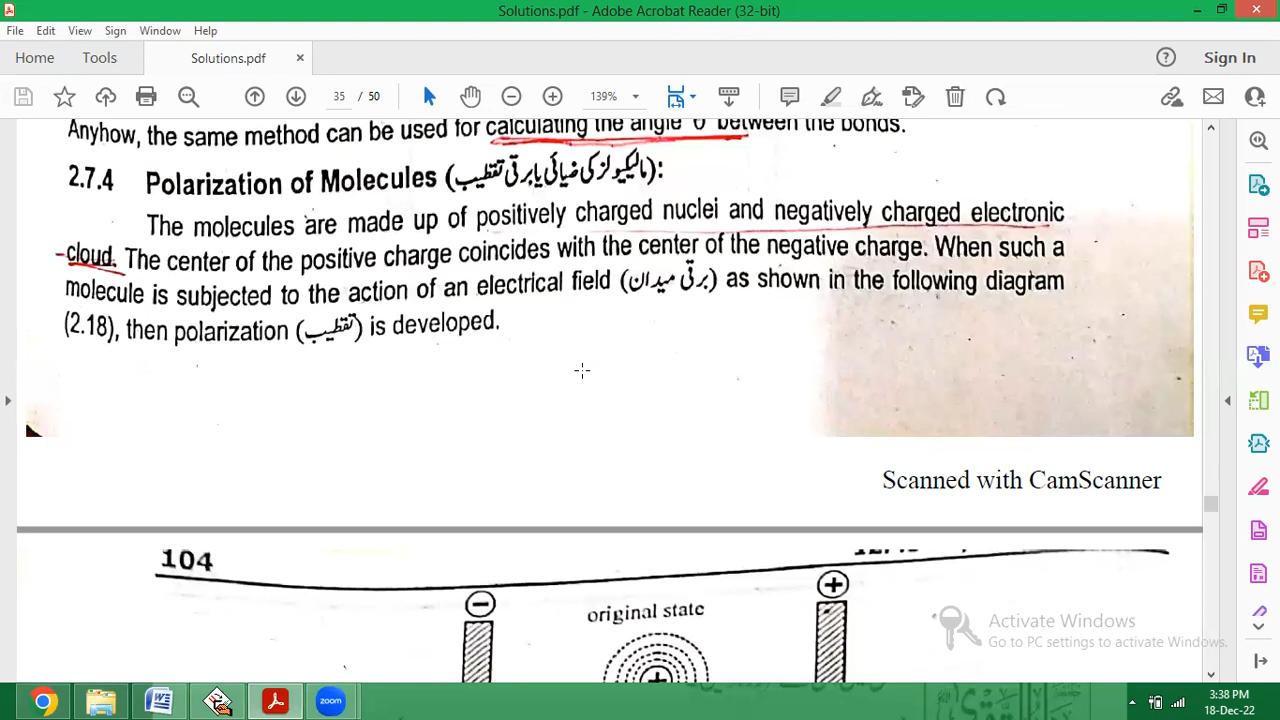 Solutions.pdf - Adobe Acrobat Reader (32-bit)
File Edit View Sign Window Help
Home Tools Solutions.pdf × Sign In
35 / 50 139%
Anyhow, the same method can be used for calculating the angle 'θ' between the bonds.
2.7.4 Polarization of Molecules (مالیکیولز کی ضیائی یا برقی تقطیب):
The molecules are made up of positively charged nuclei and negatively charged electronic
cloud. The center of the positive charge coincides with the center of the negative charge. When such a
molecule is subjected to the action of an electrical field (برقی میدان) as shown in the following diagram
(2.18), then polarization (تقطیب) is developed.
Scanned with CamScanner
104
− original state +
+
Activate Windows
Go to PC settings to activate Windows.
zoom
3:38 PM
18-Dec-22